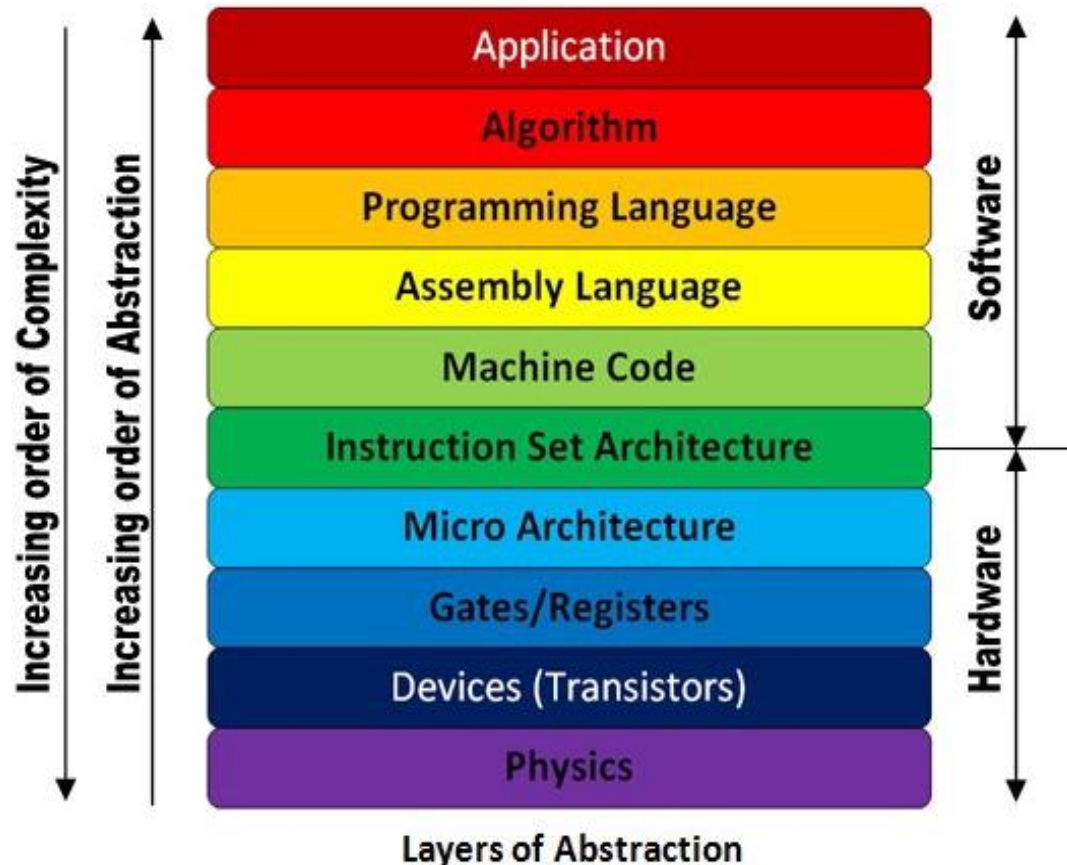 Increasing order of Complexity
Increasing order of Abstraction
Application
Algorithm
Programming Language
Assembly Language
Machine Code
Instruction Set Architecture
Micro Architecture
Gates/Registers
Devices (Transistors)
Physics
Software
Hardware
Layers of Abstraction